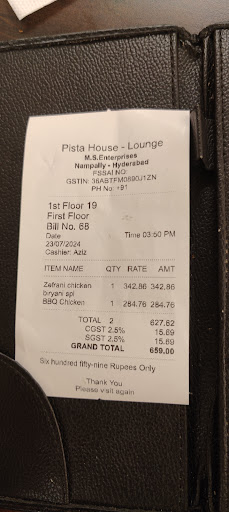 Pista House - Lounge
M.S.Enterprises
Nampally - Hyderabad
FSSAI NO:
GSTIN: 36ABTFM0890J1ZN
PH No: +91
1st Floor 19
First Floor
Bill No. 68
Date Time 03:50 PM
23/07/2024
Cashier: Aziz
ITEM NAME QTY RATE AMT
Zafrani chicken 1 342.86 342.86
biryani spl
BBQ Chicken 1 284.76 284.76
TOTAL 2 627.62
CGST 2.5% 15.69
SGST 2.5% 15.69
GRAND TOTAL 659.00
Six hundred fifty-nine Rupees Only
Thank You
Please visit again